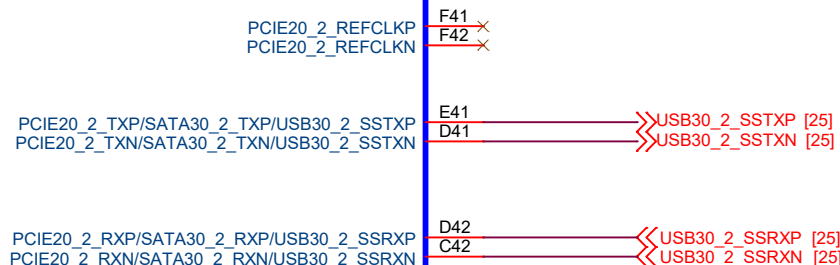 PCIE20_2_REFCLKP F41
PCIE20_2_REFCLKN F42
PCIE20_2_TXP/SATA30_2_TXP/USB30_2_SSTXP E41 USB30_2_SSTXP [25]
PCIE20_2_TXN/SATA30_2_TXN/USB30_2_SSTXN D41 USB30_2_SSTXN [25]
PCIE20_2_RXP/SATA30_2_RXP/USB30_2_SSRXP D42 USB30_2_SSRXP [25]
PCIE20_2_RXN/SATA30_2_RXN/USB30_2_SSRXN C42 USB30_2_SSRXN [25]